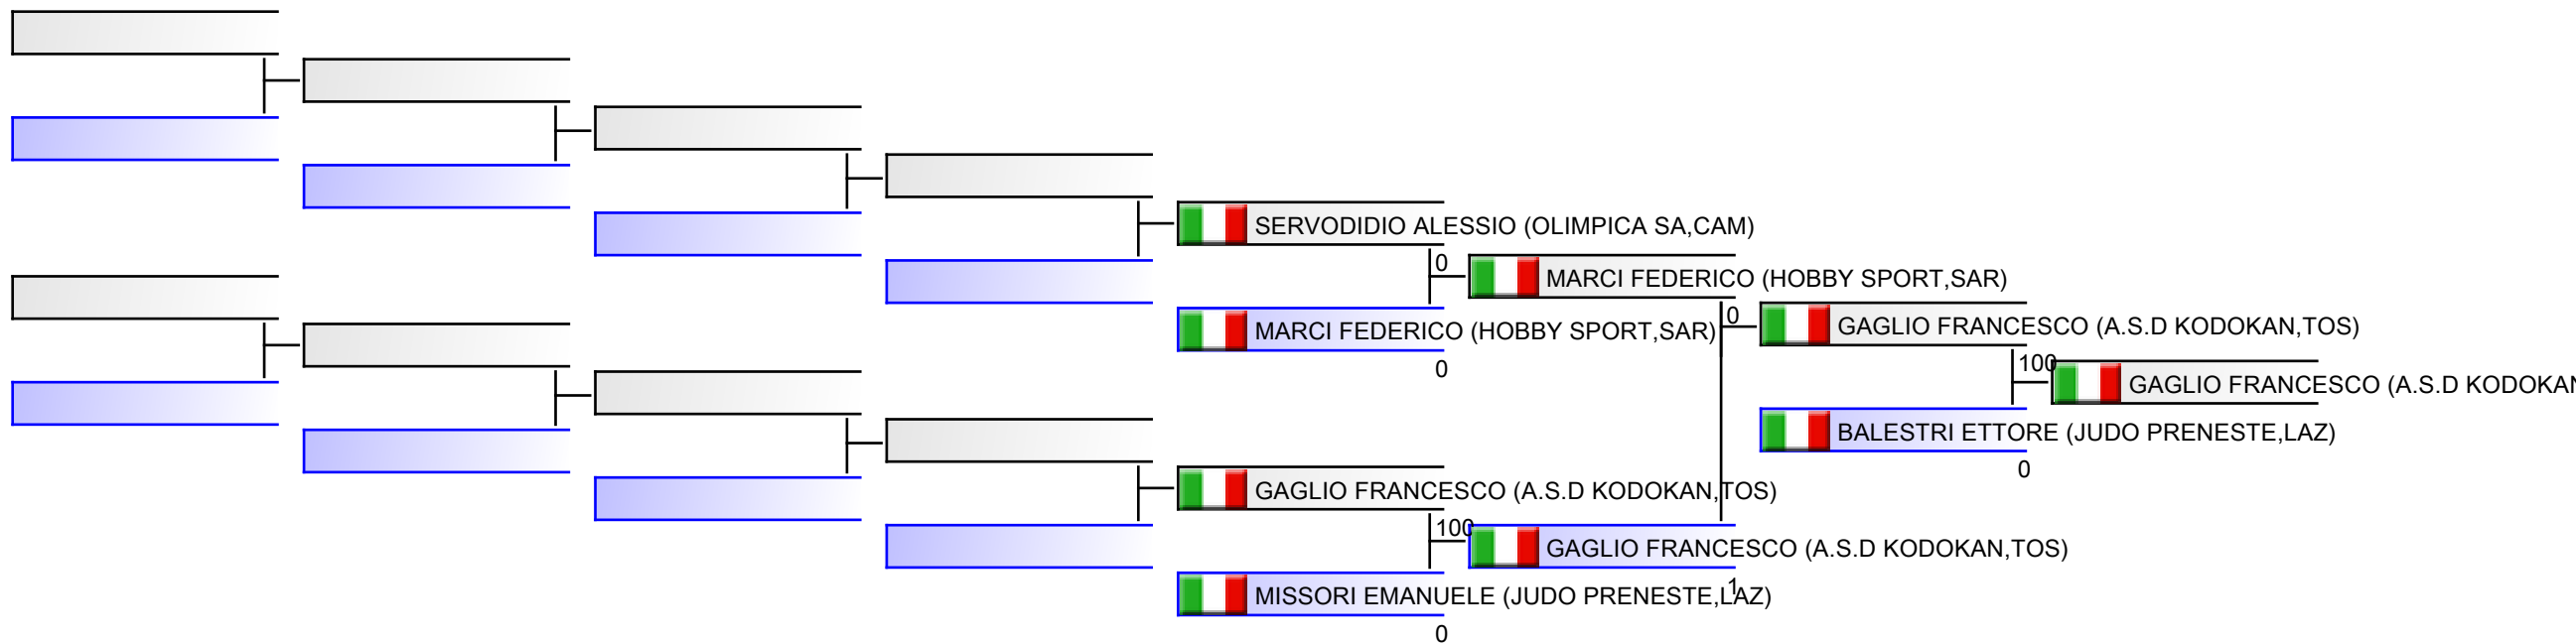 SERVODIDIO ALESSIO (OLIMPICA SA,CAM)
0
MARCI FEDERICO (HOBBY SPORT,SAR)
MARCI FEDERICO (HOBBY SPORT,SAR)
0
0
GAGLIO FRANCESCO (A.S.D KODOKAN,TOS)
100
GAGLIO FRANCESCO (A.S.D KODOKAN
BALESTRI ETTORE (JUDO PRENESTE,LAZ)
0
GAGLIO FRANCESCO (A.S.D KODOKAN,TOS)
100
GAGLIO FRANCESCO (A.S.D KODOKAN,TOS)
1
MISSORI EMANUELE (JUDO PRENESTE,LAZ)
0